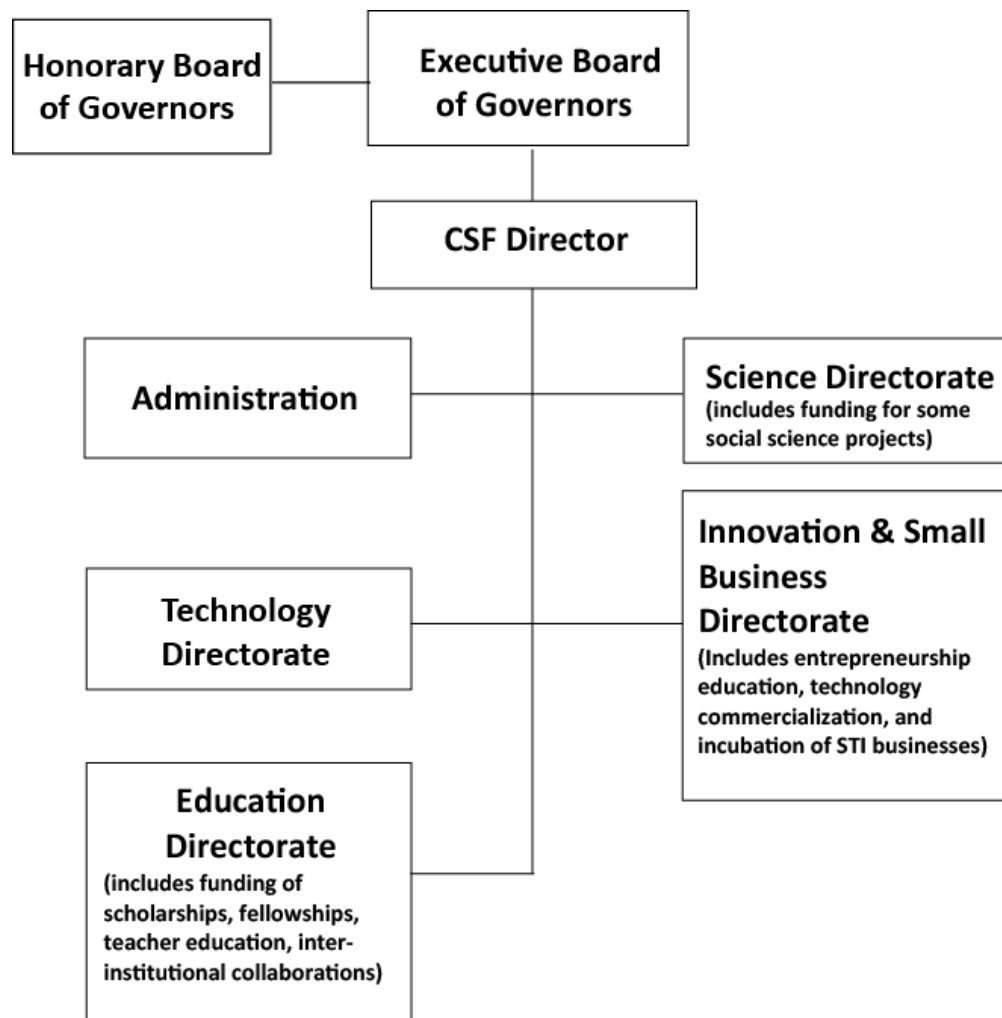 Honorary Board
of Governors
Executive Board
of Governors
CSF Director
Administration
Science Directorate
(includes funding for some
social science projects)
Technology
Directorate
Innovation & Small
Business
Directorate
(Includes entrepreneurship
education, technology
commercialization, and
incubation of STI businesses)
Education
Directorate
(includes funding of
scholarships, fellowships,
teacher education, inter-
institutional collaborations)